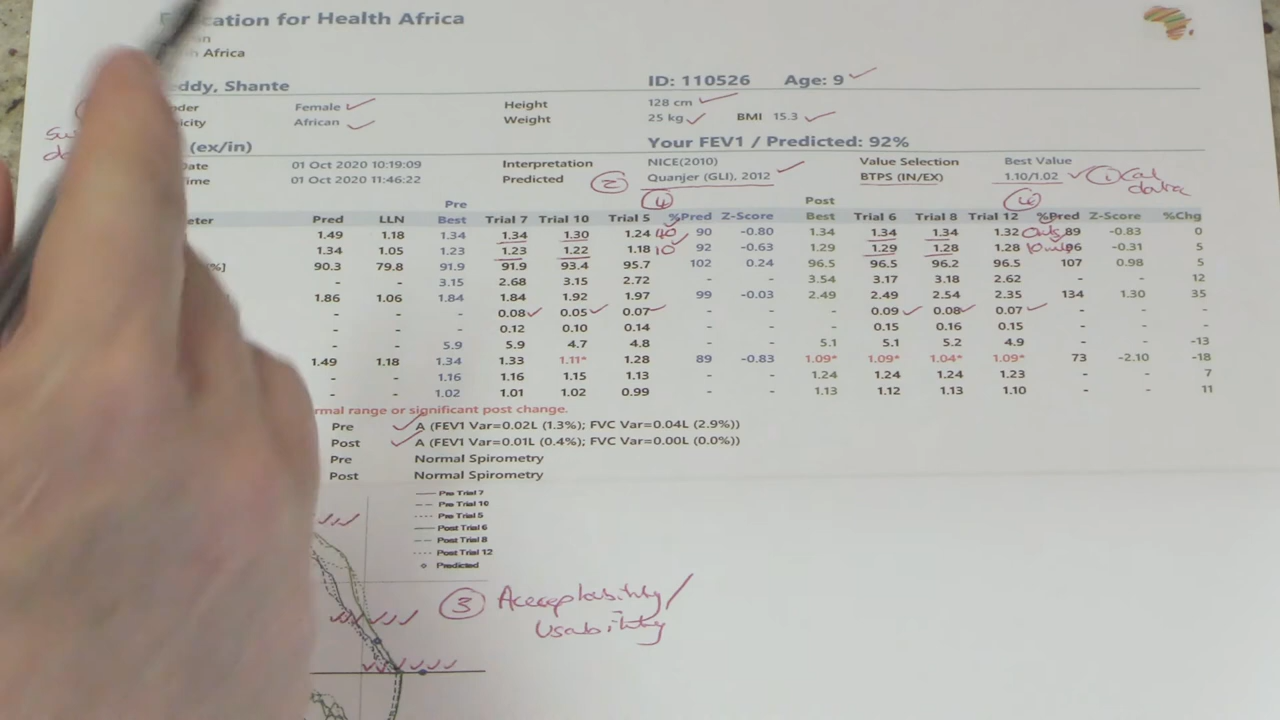 cation for Health Africa
Africa
eddy, Shante ID: 110526 Age: 9
der Female Height 128 cm
icity African Weight 25 kg BMI 15.3
(ex/in) Your FEV1 / Predicted: 92%
Date 01 Oct 2020 10:19:09 Interpretation NICE(2010) Value Selection Best Value
ime 01 Oct 2020 11:46:22 Predicted 2 Quanjer (GLI), 2012 BTPS (IN/EX) 1.10/1.02 1 Cal data
Pre 4 Post 4
eter Pred LLN Best Trial 7 Trial 10 Trial 5 %Pred Z-Score Best Trial 6 Trial 8 Trial 12 %Pred Z-Score %Chg
1.49 1.18 1.34 1.34 1.30 1.24 40 90 -0.80 1.34 1.34 1.34 1.32 89 -0.83 0
1.34 1.05 1.23 1.23 1.22 1.18 10 92 -0.63 1.29 1.29 1.28 1.28 10mls 96 -0.31 5
%] 90.3 79.8 91.9 91.9 93.4 95.7 102 0.24 96.5 96.5 96.2 96.5 107 0.98 5
- - 3.15 2.68 3.15 2.72 - - 3.54 3.17 3.18 2.62 - - 12
1.86 1.06 1.84 1.84 1.92 1.97 99 -0.03 2.49 2.49 2.54 2.35 134 1.30 35
- - 0.08 0.05 0.07 - - 0.09 0.08 0.07 - -
- - 0.12 0.10 0.14 - - 0.15 0.16 0.15 - -
- - 5.9 5.9 4.7 4.8 - - 5.1 5.1 5.2 4.9 - - -13
1.49 1.18 1.34 1.33 1.11* 1.28 89 -0.83 1.09* 1.09* 1.04* 1.09* 73 -2.10 -18
- - 1.16 1.16 1.15 1.13 - - 1.24 1.24 1.24 1.23 - - 7
- - 1.02 1.01 1.02 0.99 - - 1.13 1.12 1.13 1.10 - - 11
rmal range or significant post change.
Pre A (FEV1 Var=0.02L (1.3%); FVC Var=0.04L (2.9%))
Post A (FEV1 Var=0.01L (0.4%); FVC Var=0.00L (0.0%))
Pre Normal Spirometry
Post Normal Spirometry
Pre Trial 7
Pre Trial 10
Pre Trial 5
Post Trial 6
Post Trial 8
Post Trial 12
Predicted
3 Acceptability/
Usability